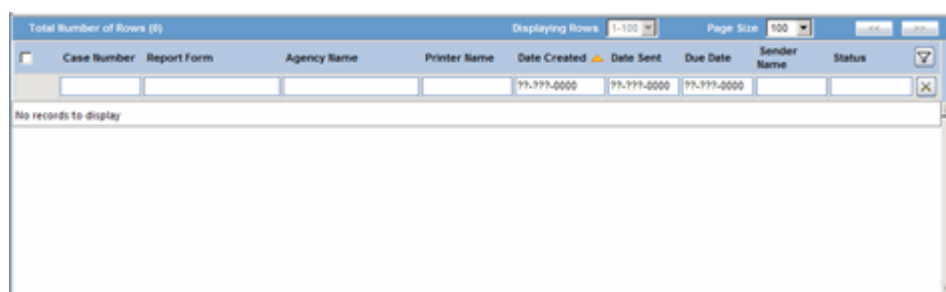 Total Number of Rows (0) Displaying Rows 1-100 Page Size 100 << >>
Case Number Report Form Agency Name Printer Name Date Created Date Sent Due Date Sender Name Status
??-???-0000 ??-???-0000 ??-???-0000
No records to display